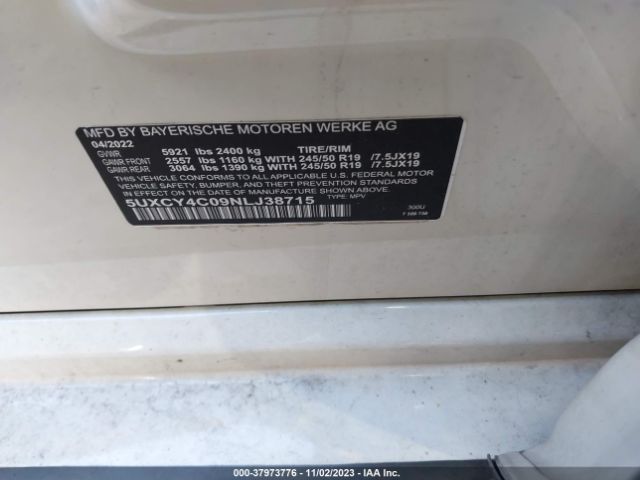 MFD BY BAYERISCHE MOTOREN WERKE AG
04/2022
GVWR 5921 lbs 2400 kg TIRE/RIM
GAWR FRONT 2557 lbs 1160 kg WITH 245/50 R19 /7.5JX19
GAWR REAR 3064 lbs 1390 kg WITH 245/50 R19 /7.5JX19
THIS VEHICLE CONFORMS TO ALL APPLICABLE U.S. FEDERAL MOTOR
VEHICLE SAFETY, BUMPER, AND THEFT PREVENTION STANDARDS
IN EFFECT ON THE DATE OF MANUFACTURE SHOWN ABOVE.
5UXCY4C09NLJ38715 TYPE: MPV
300U
000-37973776 | 11/02/2023 | IAA Inc.